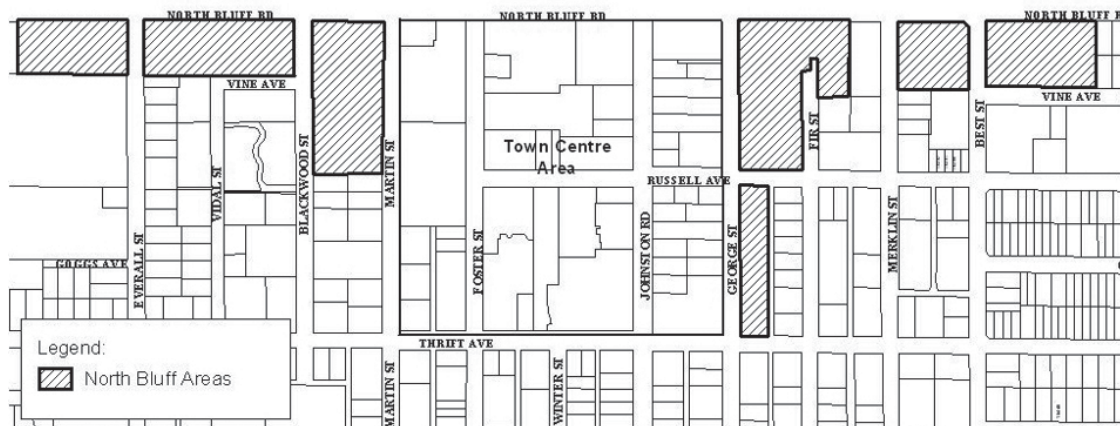 NORTH BLUFF RD
NORTH BLUFF RD
NORTH BLUFF R
VINE AVE
VINE AVE
Town Centre
Area
RUSSELL AVE
GOGGS AVE
EVERALL ST
VIDAL ST
BLACKWOOD ST
MARTIN ST
FOSTER ST
JOHNSTON RD
GEORGE ST
FIR ST
MERKLIN ST
BEST ST
THRIFT AVE
MARTIN ST
WINTER ST
Legend:
North Bluff Areas